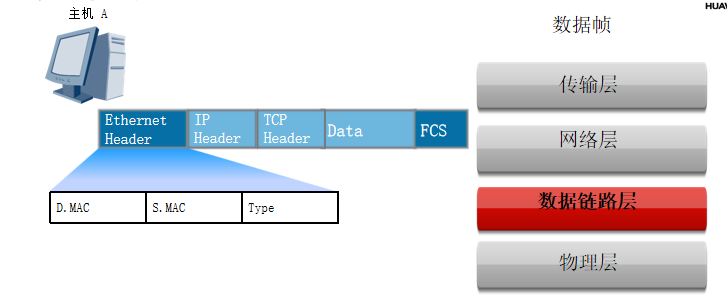 主机 A
HUAW
数据帧
Ethernet
Header
IP
Header
TCP
Header
Data
FCS
D.MAC
S.MAC
Type
传输层
网络层
数据链路层
物理层